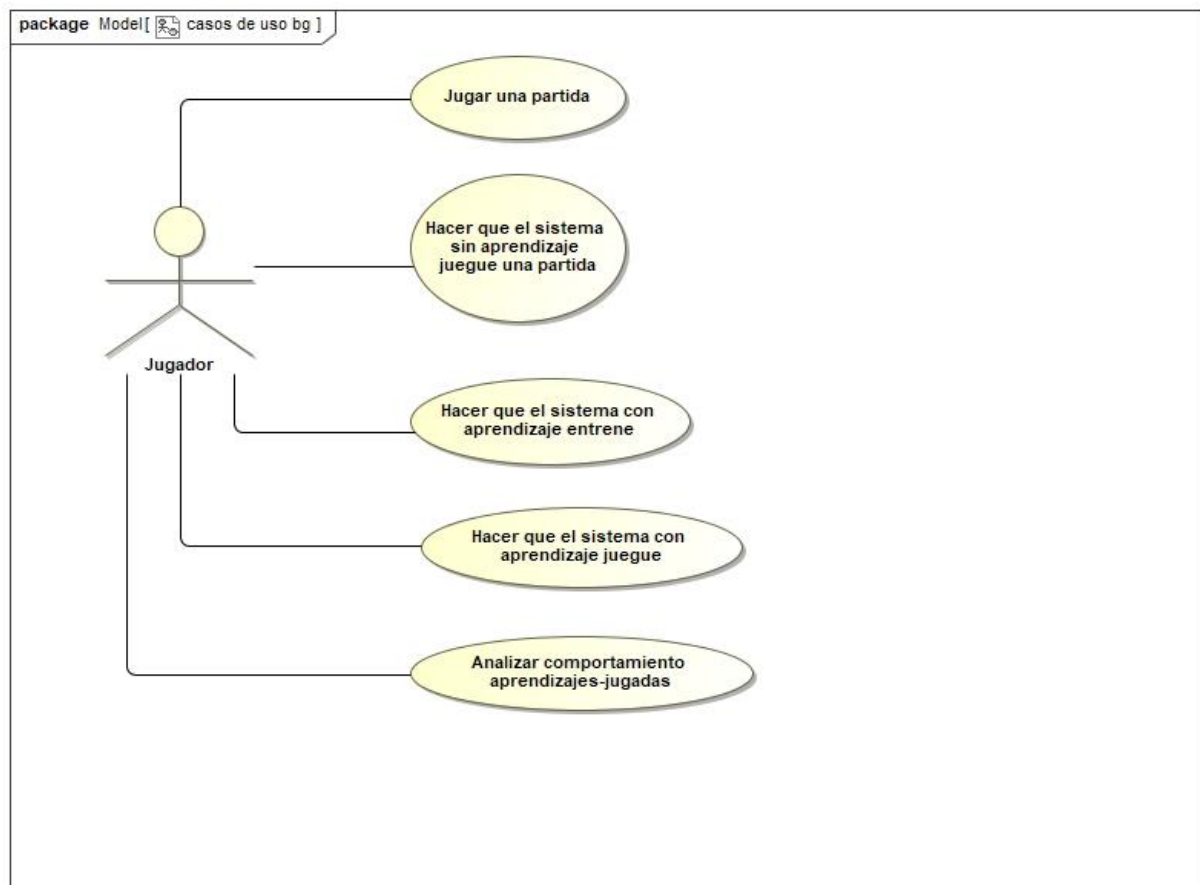 package Model[ casos de uso bg ]
Jugar una partida
Hacer que el sistema
sin aprendizaje
juegue una partida
Jugador
Hacer que el sistema con
aprendizaje entrene
Hacer que el sistema con
aprendizaje juegue
Analizar comportamiento
aprendizajes-jugadas